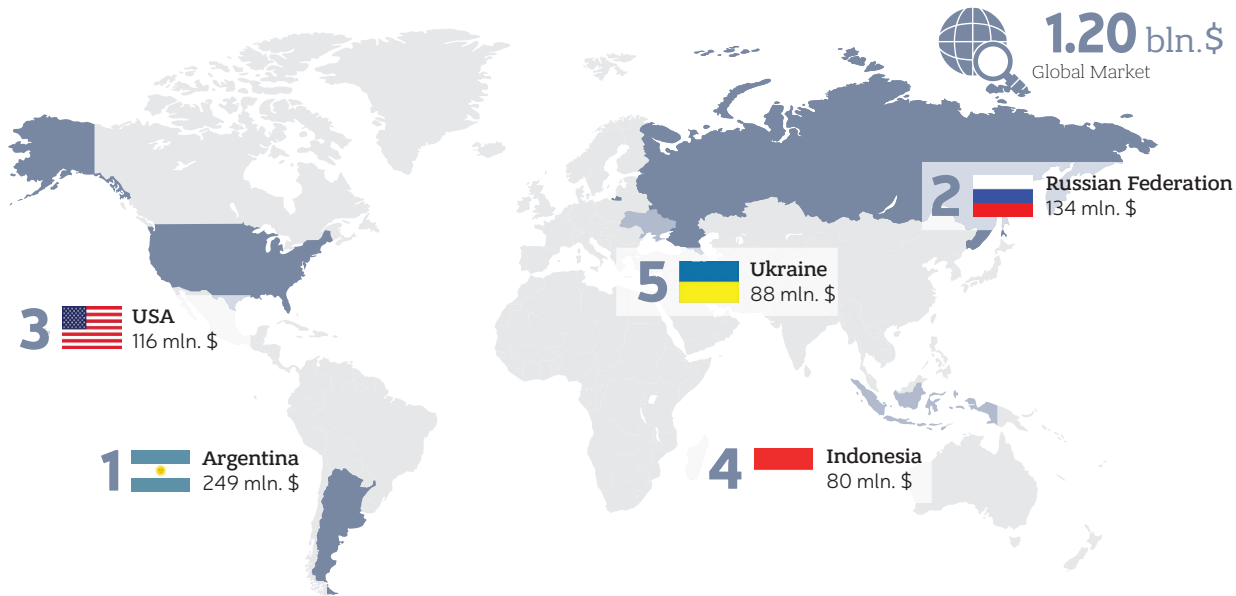 1.20 bln.$
Global Market
2 Russian Federation
134 mln. $
5 Ukraine
88 mln. $
3 USA
116 mln. $
1 Argentina
249 mln. $
4 Indonesia
80 mln. $